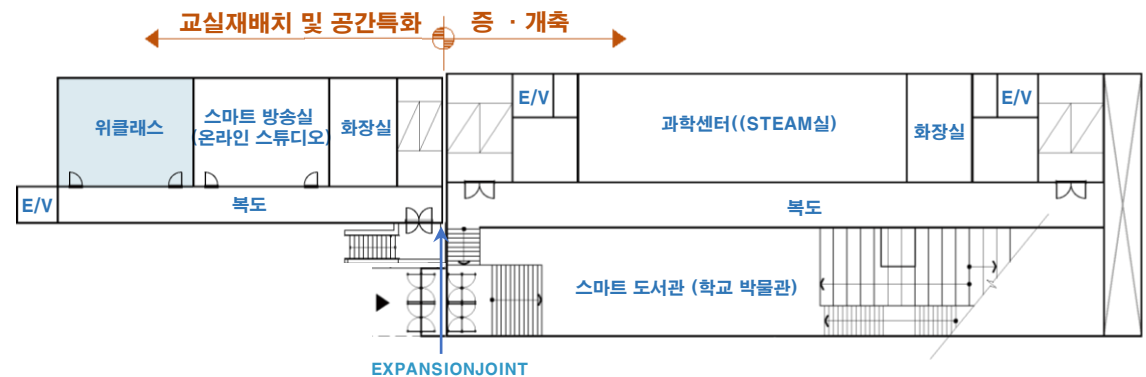 교실재배치 및 공간특화 증 · 개축
E/V
E/V
위클래스
스마트 방송실
(온라인 스튜디오)
화장실
과학센터((STEAM실)
화장실
E/V
복도
복도
스마트 도서관 (학교 박물관)
EXPANSIONJOINT